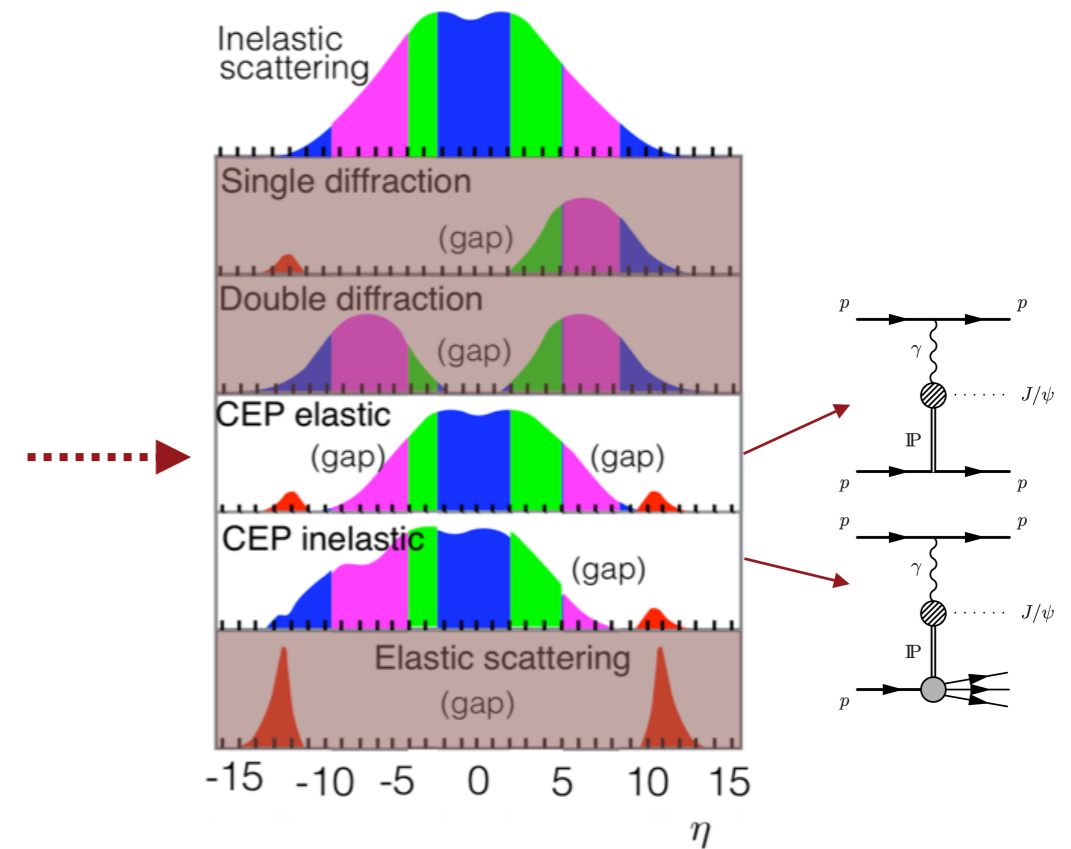 Inelastic
scattering
Single diffraction
(gap)
Double diffraction
(gap)
CEP elastic
(gap)
(gap)
CEP inelastic
(gap)
Elastic scattering
(gap)
-15 -10 -5 0 5 10 15
η
p p
γ
J/ψ
ℙ
p p
p p
γ
J/ψ
ℙ
p